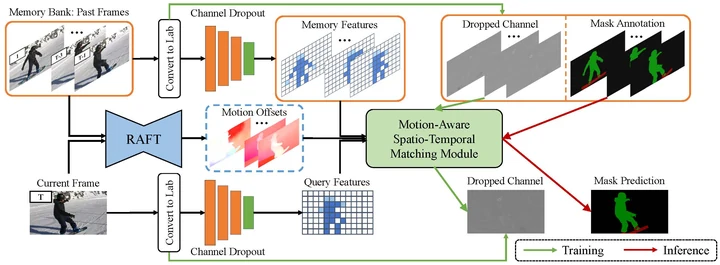 Memory Bank: Past Frames
Channel Dropout
Memory Features
Dropped Channel
Mask Annotation
...
1
T-3
T-1
Convert to Lab
...
...
...
RAFT
Motion Offsets
...
Motion-Aware
Spatio-Temporal
Matching Module
Current Frame
T
Convert to Lab
Query Features
Channel Dropout
Dropped Channel
Mask Prediction
Training
Inference